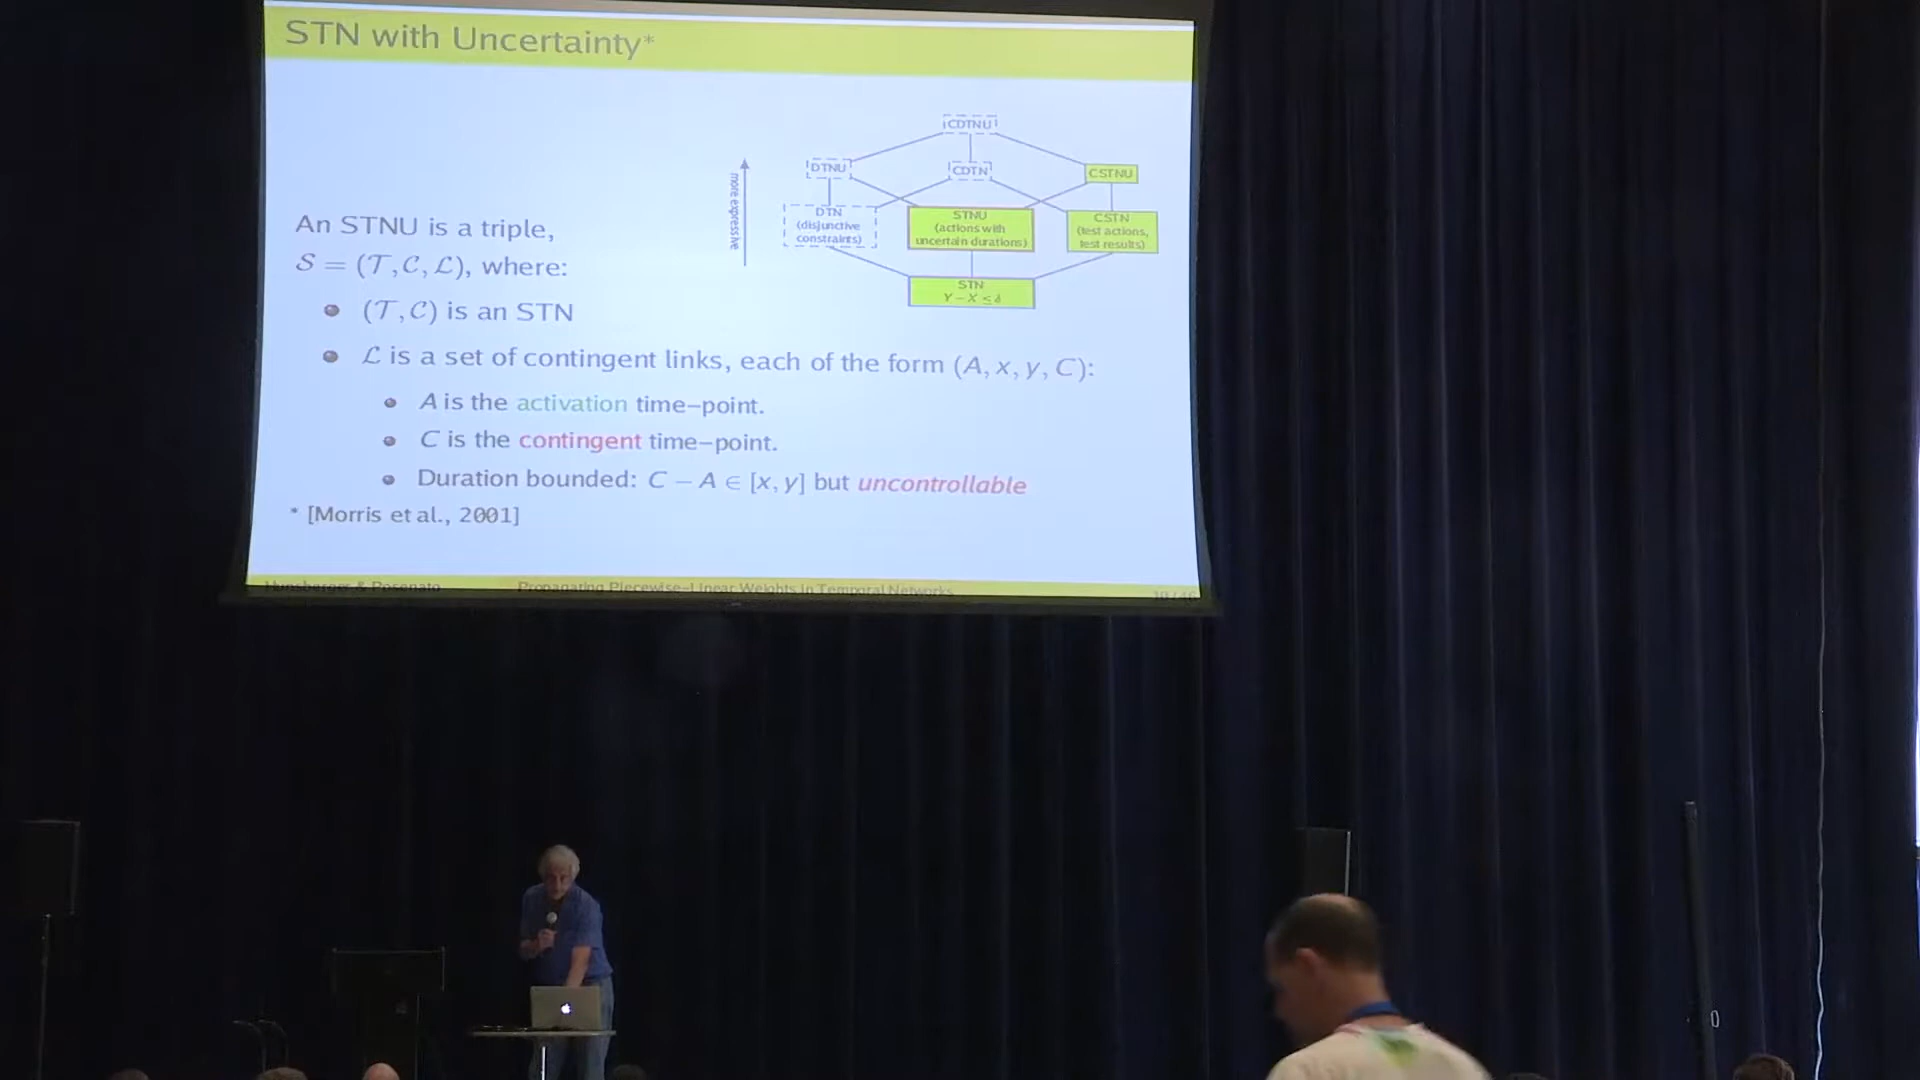 STN with Uncertainty*
CDTNU
DTNU
CDTN
CSTNU
more expressive
DTN
(disjunctive
constraints)
STNU
(actions with
uncertain durations)
CSTN
(test actions,
test results)
STN
Y − X ≤ δ
An STNU is a triple,
S = (T, C, L), where:
(T, C) is an STN
L is a set of contingent links, each of the form (A, x, y, C):
A is the activation time–point.
C is the contingent time–point.
Duration bounded: C − A ∈ [x, y] but uncontrollable
* [Morris et al., 2001]
Hunsberger & Posenato
Propagating Piecewise–Linear Weights in Temporal Networks